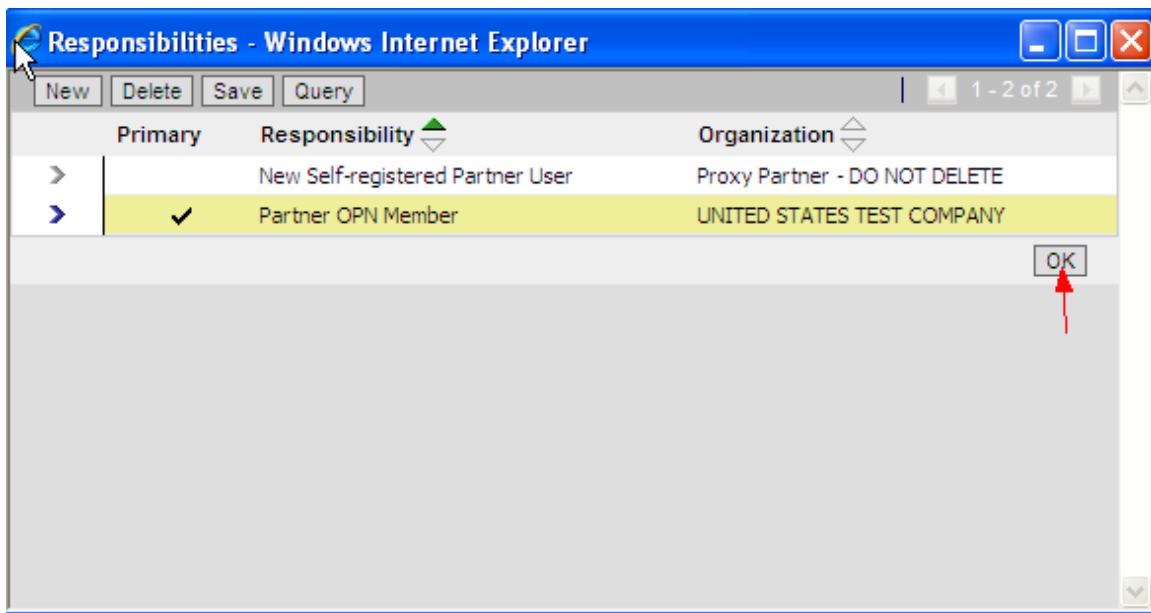 Responsibilities - Windows Internet Explorer
New Delete Save Query 1 - 2 of 2
Primary Responsibility Organization
New Self-registered Partner User Proxy Partner - DO NOT DELETE
Partner OPN Member UNITED STATES TEST COMPANY
OK